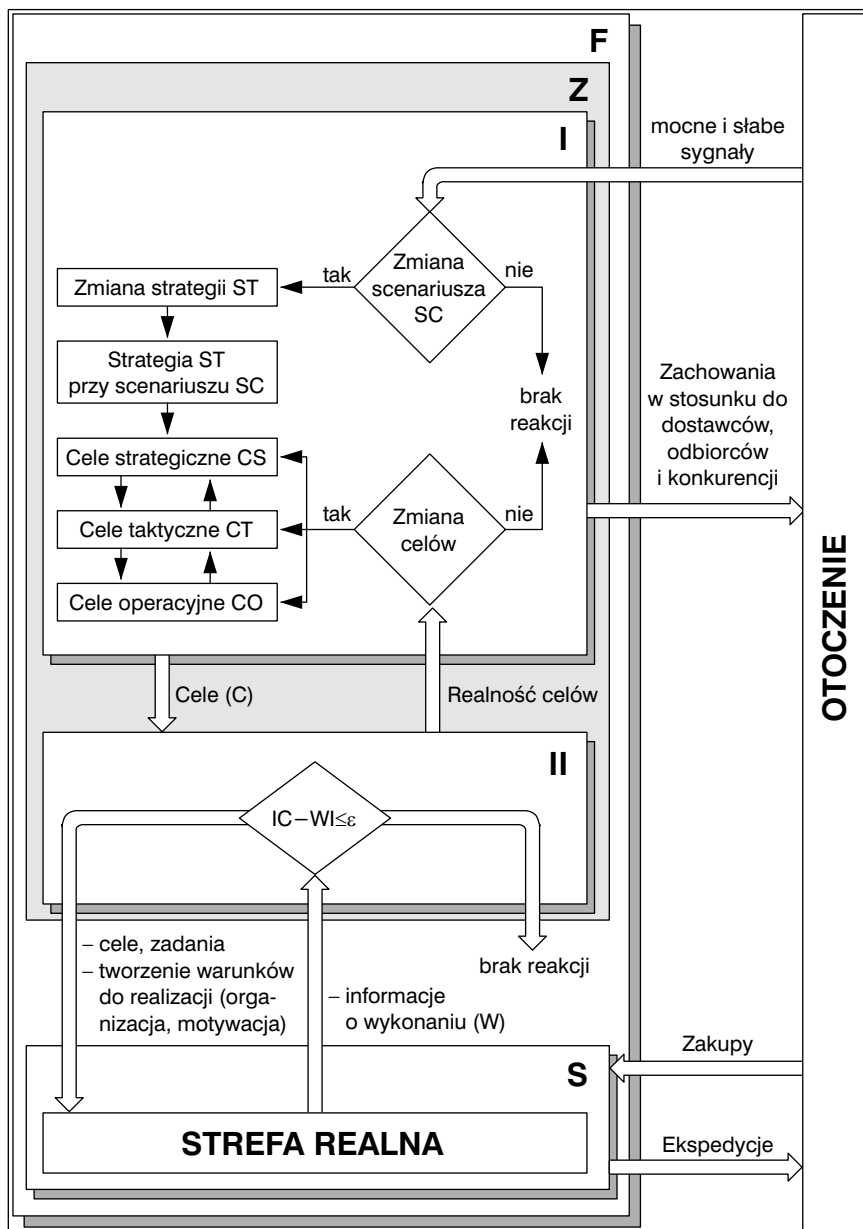 F
Z
I
mocne i słabe
sygnały
Zmiana
scenariusza
SC
tak
nie
Zmiana strategii ST
Strategia ST
przy scenariuszu SC
brak
reakcji
Zachowania
w stosunku do
dostawców,
odbiorców
i konkurencji
Cele strategiczne CS
Cele taktyczne CT
Cele operacyjne CO
tak
Zmiana
celów
nie
OTOCZENIE
Cele (C)
Realność celów
II
IC–WI≤ε
– cele, zadania
– tworzenie warunków
do realizacji (orga-
nizacja, motywacja)
– informacje
o wykonaniu (W)
brak reakcji
S
STREFA REALNA
Zakupy
Ekspedycje